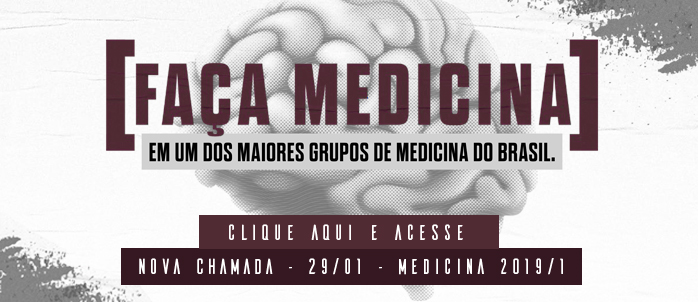 [FAÇA MEDICINA]
EM UM DOS MAIORES GRUPOS DE MEDICINA DO BRASIL.
CLIQUE AQUI E ACESSE
NOVA CHAMADA - 29/01 - MEDICINA 2019/1